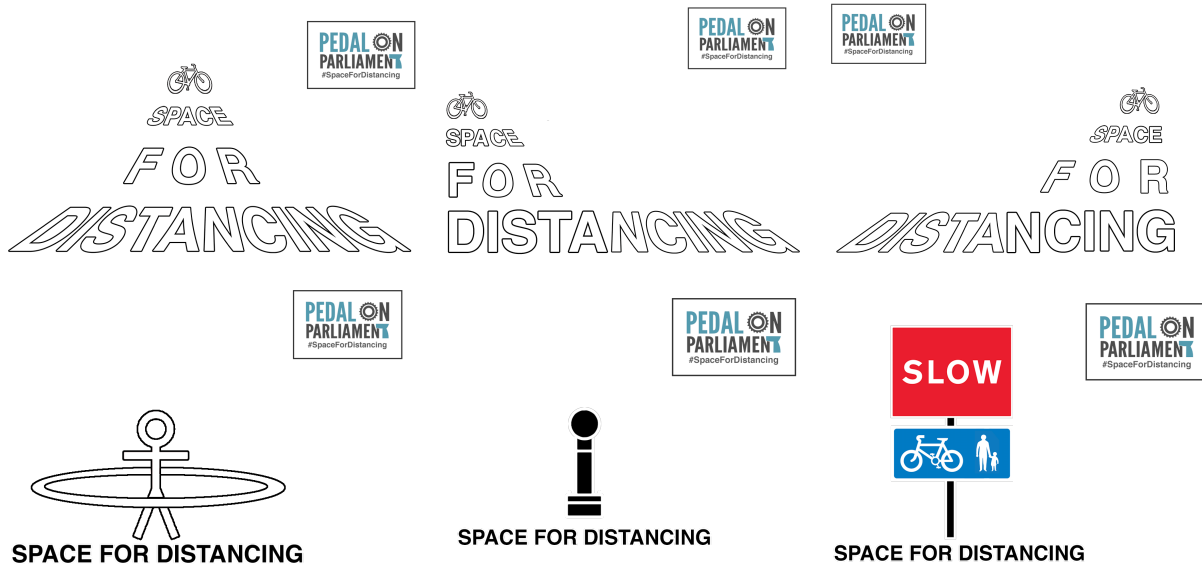 PEDAL ON
PARLIAMENT
#SpaceForDistancing
SPACE
FOR
DISTANCING
PEDAL ON
PARLIAMENT
#SpaceForDistancing
SPACE
FOR
DISTANCING
PEDAL ON
PARLIAMENT
#SpaceForDistancing
SPACE
FOR
DISTANCING
PEDAL ON
PARLIAMENT
#SpaceForDistancing
SPACE FOR DISTANCING
PEDAL ON
PARLIAMENT
#SpaceForDistancing
SPACE FOR DISTANCING
PEDAL ON
PARLIAMENT
#SpaceForDistancing
SLOW
SPACE FOR DISTANCING